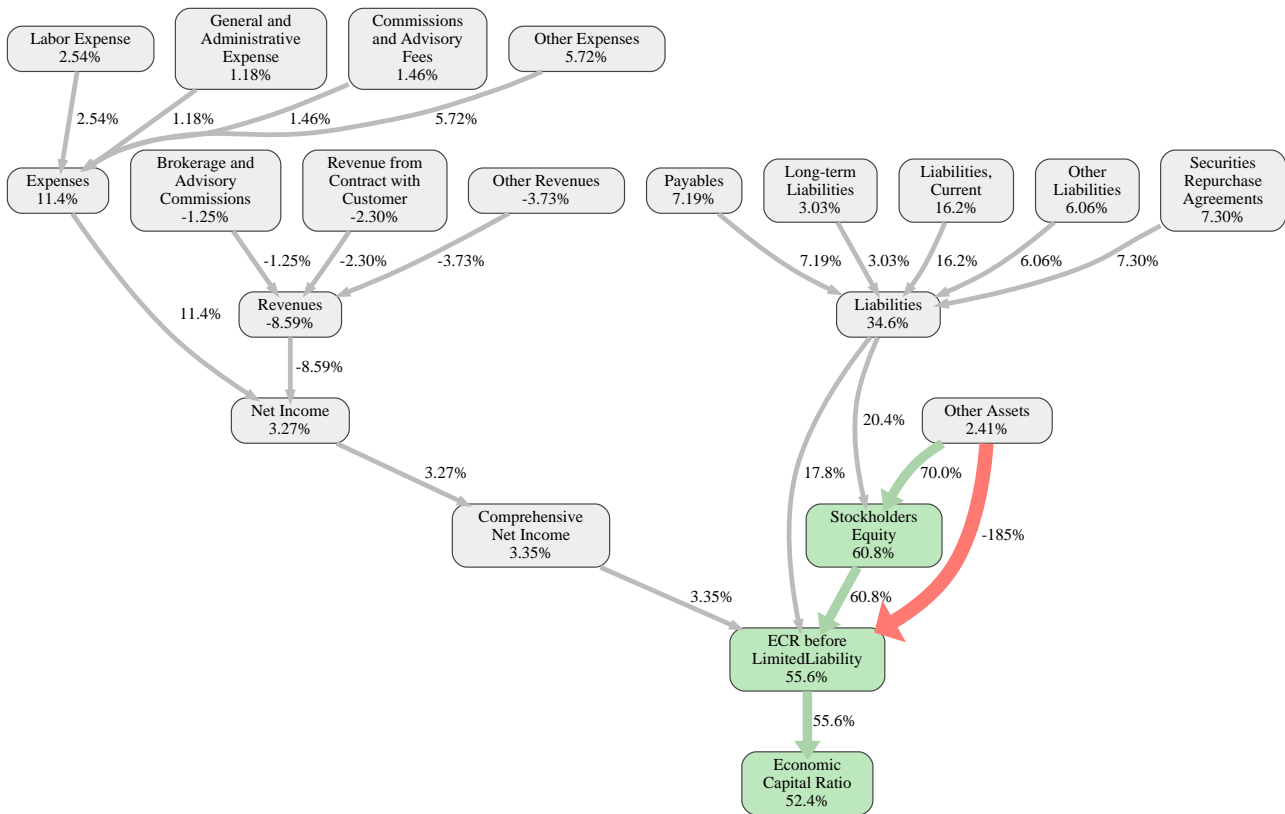 Labor Expense
2.54%
General and
Administrative
Expense
1.18%
Commissions
and Advisory
Fees
1.46%
Other Expenses
5.72%
2.54%
1.18%
1.46%
5.72%
Expenses
11.4%
Brokerage and
Advisory
Commissions
-1.25%
Revenue from
Contract with
Customer
-2.30%
Other Revenues
-3.73%
Payables
7.19%
Long-term
Liabilities
3.03%
Liabilities,
Current
16.2%
Other
Liabilities
6.06%
Securities
Repurchase
Agreements
7.30%
-1.25%
-2.30%
-3.73%
7.19%
3.03%
16.2%
6.06%
7.30%
11.4%
Revenues
-8.59%
Liabilities
34.6%
-8.59%
Net Income
3.27%
20.4%
Other Assets
2.41%
3.27%
17.8%
70.0%
Comprehensive
Net Income
3.35%
Stockholders
Equity
60.8%
-185%
3.35%
60.8%
ECR before
LimitedLiability
55.6%
55.6%
Economic
Capital Ratio
52.4%